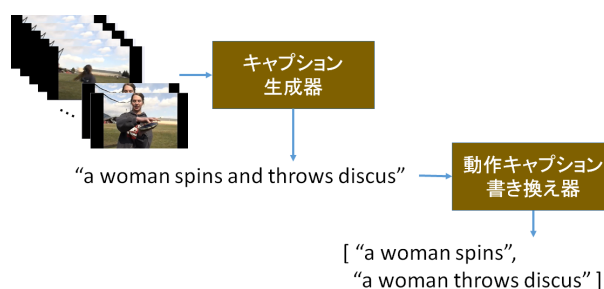 キャプション
生成器
“a woman spins and throws discus”
動作キャプション
書き換え器
[ “a woman spins”,
“a woman throws discus” ]